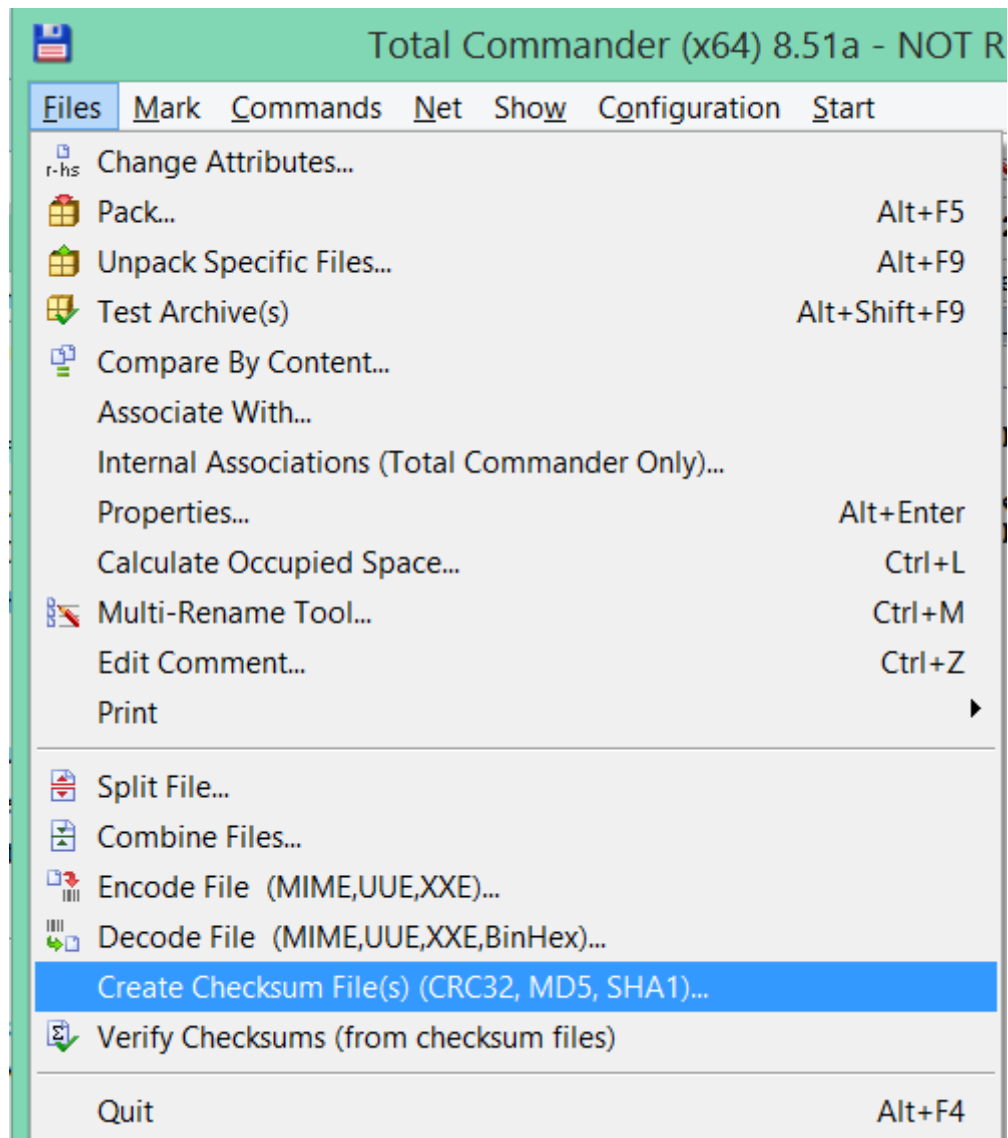 Total Commander (x64) 8.51a - NOT R
Files Mark Commands Net Show Configuration Start
r-hs Change Attributes...
Pack... Alt+F5
Unpack Specific Files... Alt+F9
Test Archive(s) Alt+Shift+F9
Compare By Content...
Associate With...
Internal Associations (Total Commander Only)...
Properties... Alt+Enter
Calculate Occupied Space... Ctrl+L
Multi-Rename Tool... Ctrl+M
Edit Comment... Ctrl+Z
Print
Split File...
Combine Files...
Encode File (MIME,UUE,XXE)...
Decode File (MIME,UUE,XXE,BinHex)...
Create Checksum File(s) (CRC32, MD5, SHA1)...
Verify Checksums (from checksum files)
Quit Alt+F4